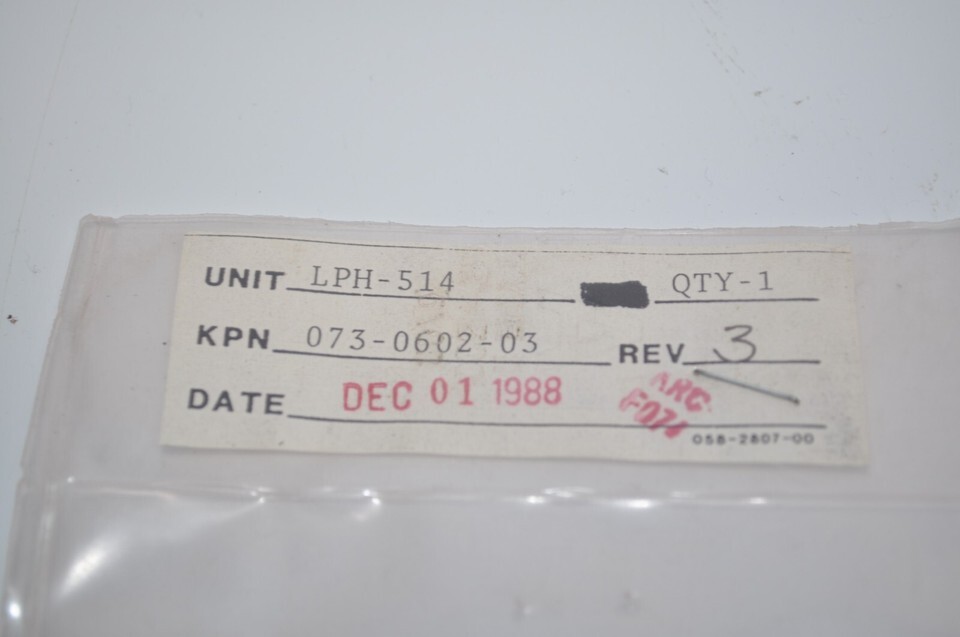 UNIT LPH-514 QTY-1
KPN 073-0602-03 REV 3
DATE DEC 01 1988
058-2807-00